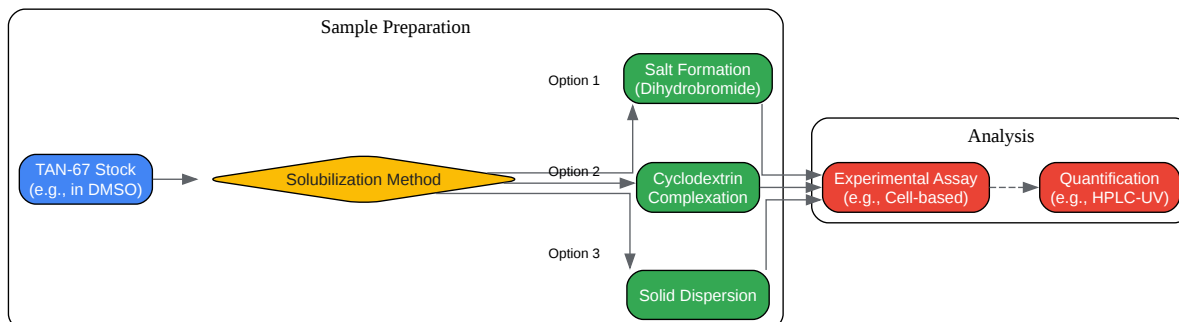 Sample Preparation
TAN-67 Stock
(e.g., in DMSO)
Solubilization Method
Option 1
Salt Formation
(Dihydrobromide)
Option 2
Cyclodextrin
Complexation
Option 3
Solid Dispersion
Analysis
Experimental Assay
(e.g., Cell-based)
Quantification
(e.g., HPLC-UV)